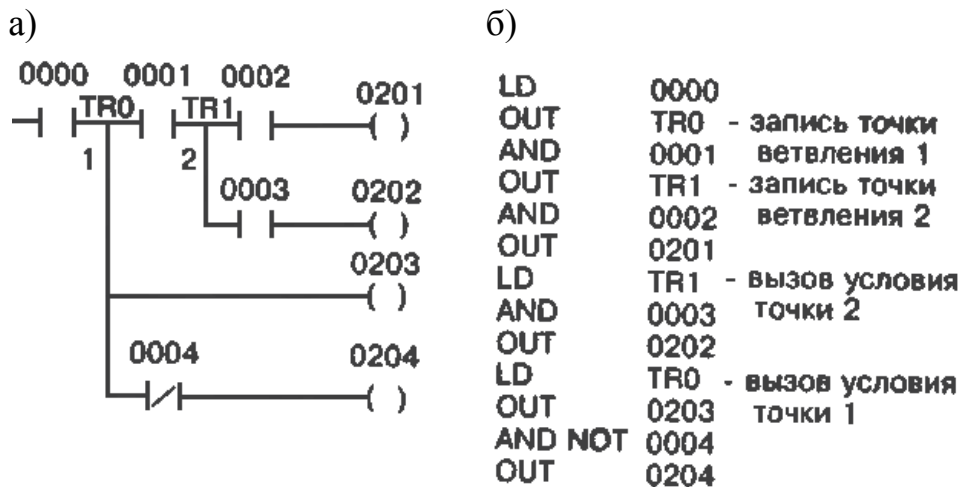 а)
0000 0001 0002
0201
TR0 TR1
1 2
0003 0202
0203
0004 0204
б)
LD 0000
OUT TR0 - запись точки
AND 0001 ветвления 1
OUT TR1 - запись точки
AND 0002 ветвления 2
OUT 0201
LD TR1 - вызов условия
AND 0003 точки 2
OUT 0202
LD TR0 - вызов условия
OUT 0203 точки 1
AND NOT 0004
OUT 0204